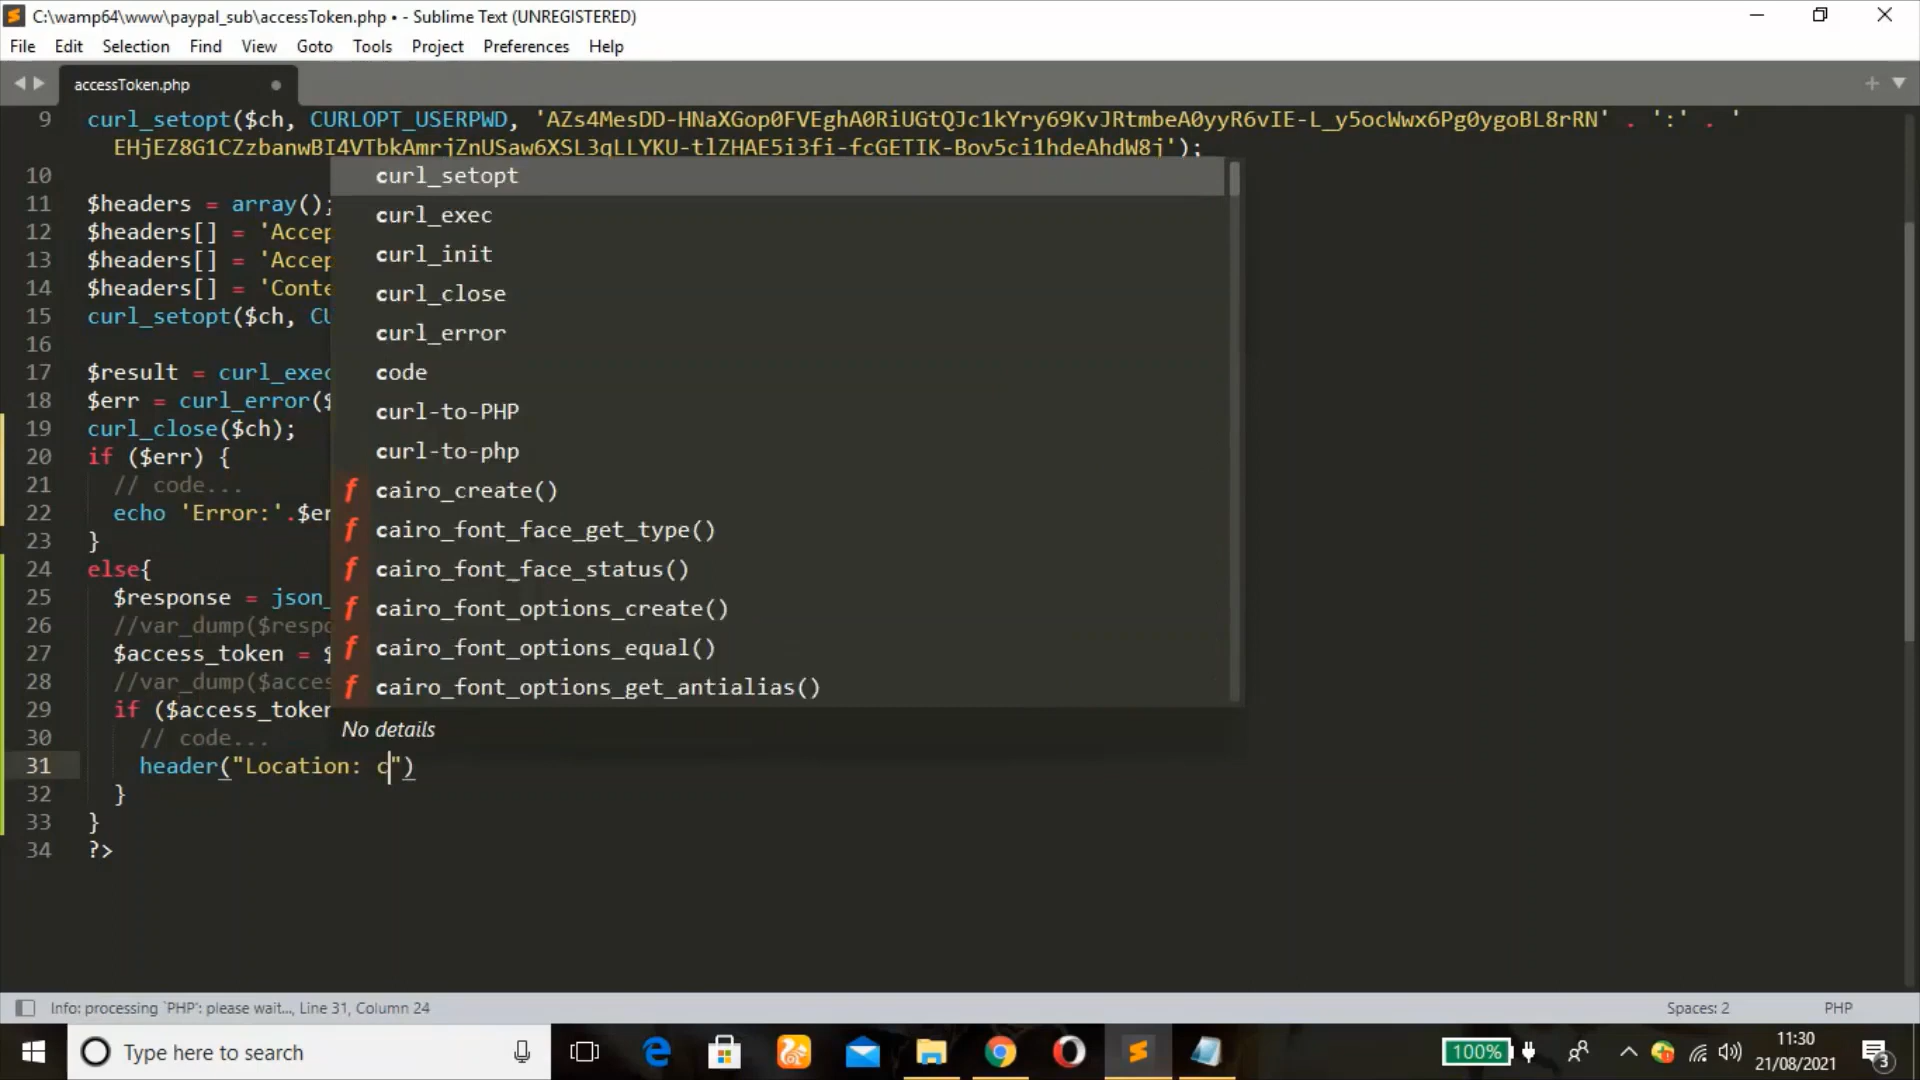 C:\wamp64\www\paypal_sub\accessToken.php • - Sublime Text (UNREGISTERED)
File Edit Selection Find View Goto Tools Project Preferences Help
accessToken.php
9 curl_setopt($ch, CURLOPT_USERPWD, 'AZs4MesDD-HNaXGop0FVEghA0RiUGtQJc1kYry69KvJRtmbeA0yyR6vIE-L_y5ocWwx6Pg0ygoBL8rRN' . ':' . '
EHjEZ8G1CZzbanwBI4VTbkAmrjZnUSaw6XSL3qLLYKU-tlZHAE5i3fi-fcGETIK-Bov5ci1hdeAhdW8j');
10 curl_setopt
11 $headers = array();
curl_exec
12 $headers[] = 'Accep
13 $headers[] = 'Accep
curl_init
14 $headers[] = 'Conte
curl_close
15 curl_setopt($ch, CU
curl_error
16
17 $result = curl_exec
code
18 $err = curl_error($
curl-to-PHP
19 curl_close($ch);
20 if ($err) {
curl-to-php
21 // code...
f cairo_create()
22 echo 'Error:'.$er
f cairo_font_face_get_type()
23 }
24 else{
f cairo_font_face_status()
25 $response = json_
f cairo_font_options_create()
26 //var_dump($respo
27 $access_token = $
f cairo_font_options_equal()
28 //var_dump($acces
f cairo_font_options_get_antialias()
29 if ($access_token
No details
30 // code...
31 header("Location: c")
32 }
33 }
34 ?>
Info: processing `PHP': please wait..., Line 31, Column 24
Spaces: 2 PHP
Type here to search
100%
11:30
21/08/2021
3